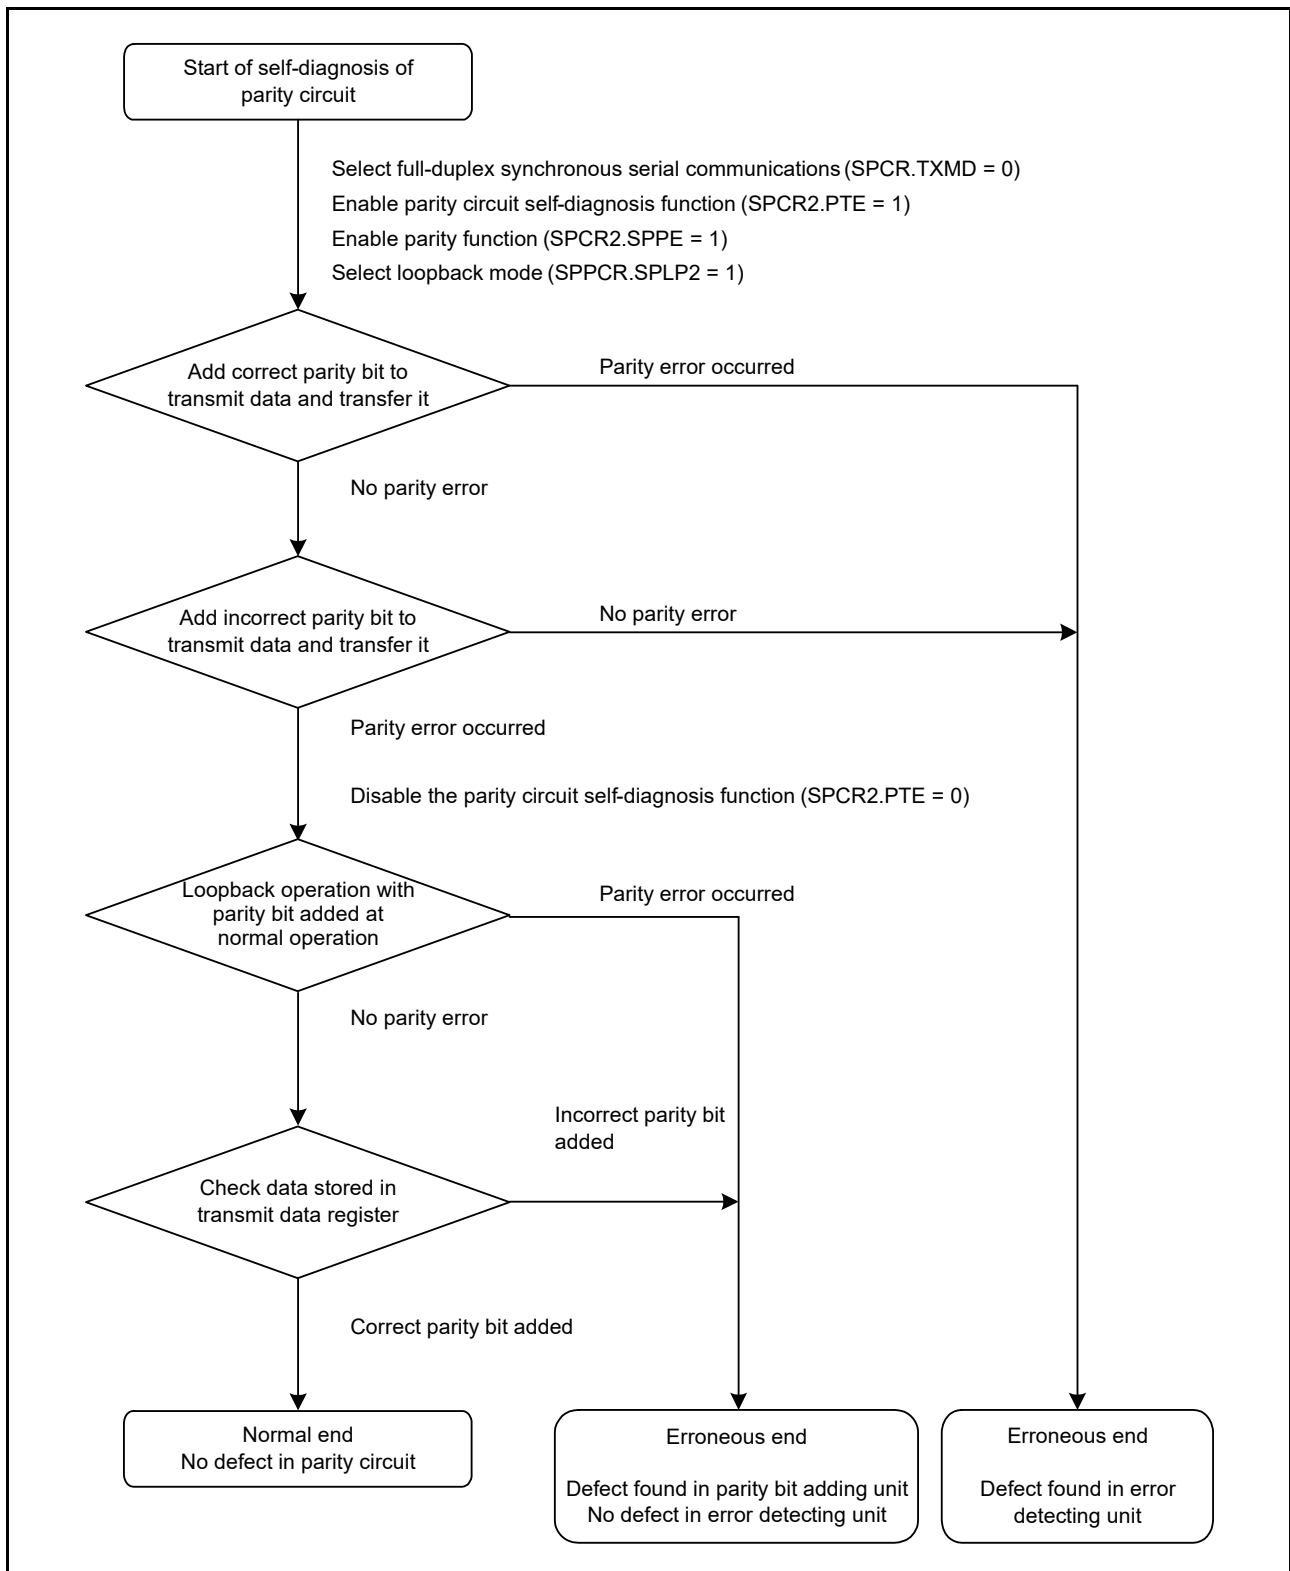 Start of self-diagnosis of
parity circuit
Select full-duplex synchronous serial communications (SPCR.TXMD = 0)
Enable parity circuit self-diagnosis function (SPCR2.PTE = 1)
Enable parity function (SPCR2.SPPE = 1)
Select loopback mode (SPPCR.SPLP2 = 1)
Add correct parity bit to
transmit data and transfer it
Parity error occurred
No parity error
Add incorrect parity bit to
transmit data and transfer it
No parity error
Parity error occurred
Disable the parity circuit self-diagnosis function (SPCR2.PTE = 0)
Loopback operation with
parity bit added at
normal operation
Parity error occurred
No parity error
Incorrect parity bit
added
Check data stored in
transmit data register
Correct parity bit added
Normal end
No defect in parity circuit
Erroneous end
Defect found in parity bit adding unit
No defect in error detecting unit
Erroneous end
Defect found in error
detecting unit